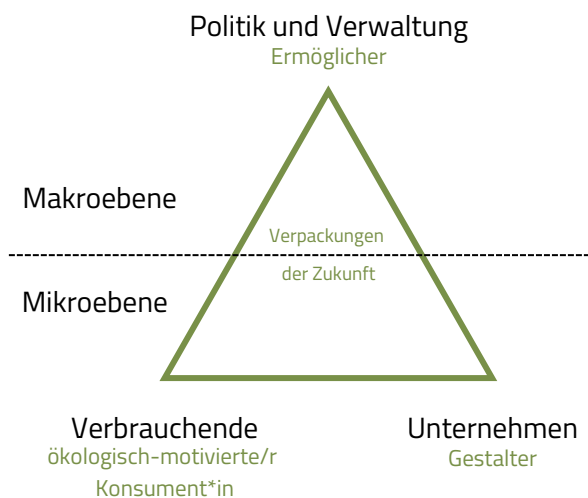 Politik und Verwaltung
Ermöglicher
Makroebene
Verpackungen
der Zukunft
Mikroebene
Verbrauchende
ökologisch-motivierte/r
Konsument*in
Unternehmen
Gestalter